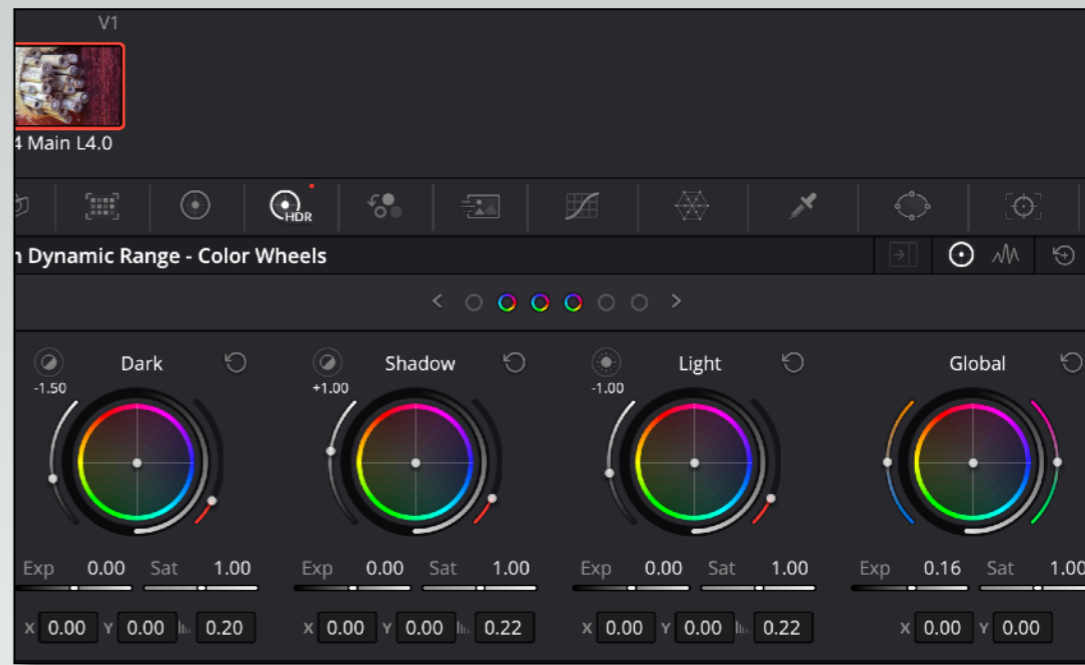 V1
4 Main L4.0
HDR
n Dynamic Range - Color Wheels
Dark Shadow Light Global
-1.50 +1.00 -1.00
Exp 0.00 Sat 1.00 Exp 0.00 Sat 1.00 Exp 0.00 Sat 1.00 Exp 0.16 Sat 1.00
X 0.00 Y 0.00 0.20 X 0.00 Y 0.00 0.22 X 0.00 Y 0.00 0.22 X 0.00 Y 0.00